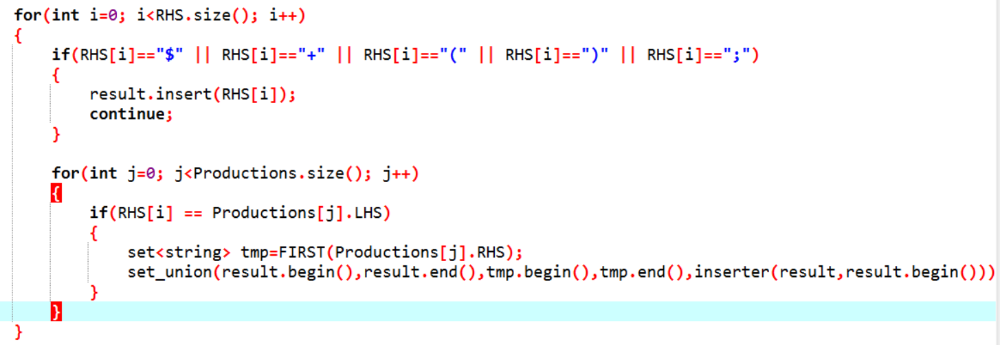 for(int i=0; i<RHS.size(); i++)
{
    if(RHS[i]=="$" || RHS[i]=="+" || RHS[i]=="(" || RHS[i]==")" || RHS[i]==";")
    {
        result.insert(RHS[i]);
        continue;
    }

    for(int j=0; j<Productions.size(); j++)
    {
        if(RHS[i] == Productions[j].LHS)
        {
            set<string> tmp=FIRST(Productions[j].RHS);
            set_union(result.begin(),result.end(),tmp.begin(),tmp.end(),inserter(result,result.begin()))
        }
    }
}